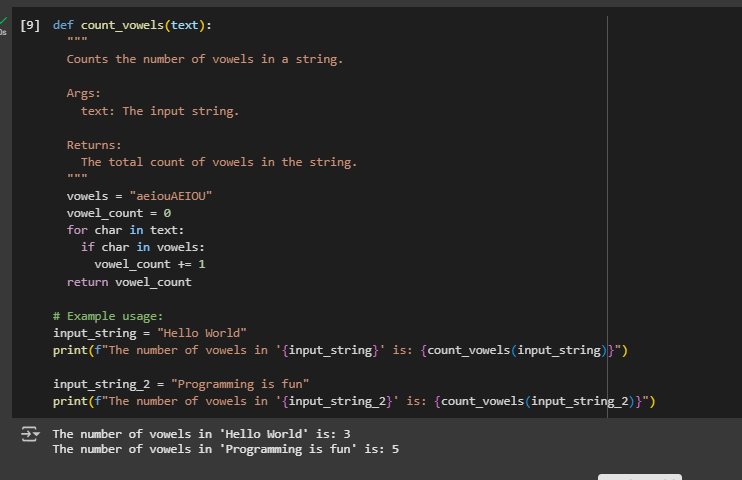 [9] def count_vowels(text):
"""
Counts the number of vowels in a string.
Args:
text: The input string.
Returns:
The total count of vowels in the string.
"""
vowels = "aeiouAEIOU"
vowel_count = 0
for char in text:
if char in vowels:
vowel_count += 1
return vowel_count
# Example usage:
input_string = "Hello World"
print(f"The number of vowels in '{input_string}' is: {count_vowels(input_string)}")
input_string_2 = "Programming is fun"
print(f"The number of vowels in '{input_string_2}' is: {count_vowels(input_string_2)}")
The number of vowels in 'Hello World' is: 3
The number of vowels in 'Programming is fun' is: 5